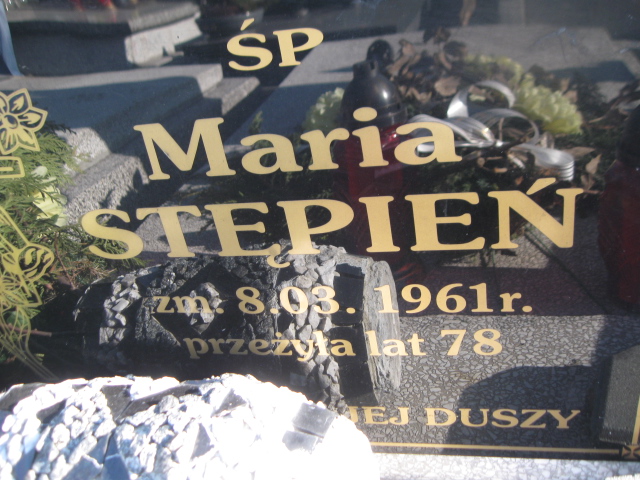 ŚP
Maria
STĘPIEŃ
zm. 8.03. 1961r.
przeżyła lat 78
JEJ DUSZY